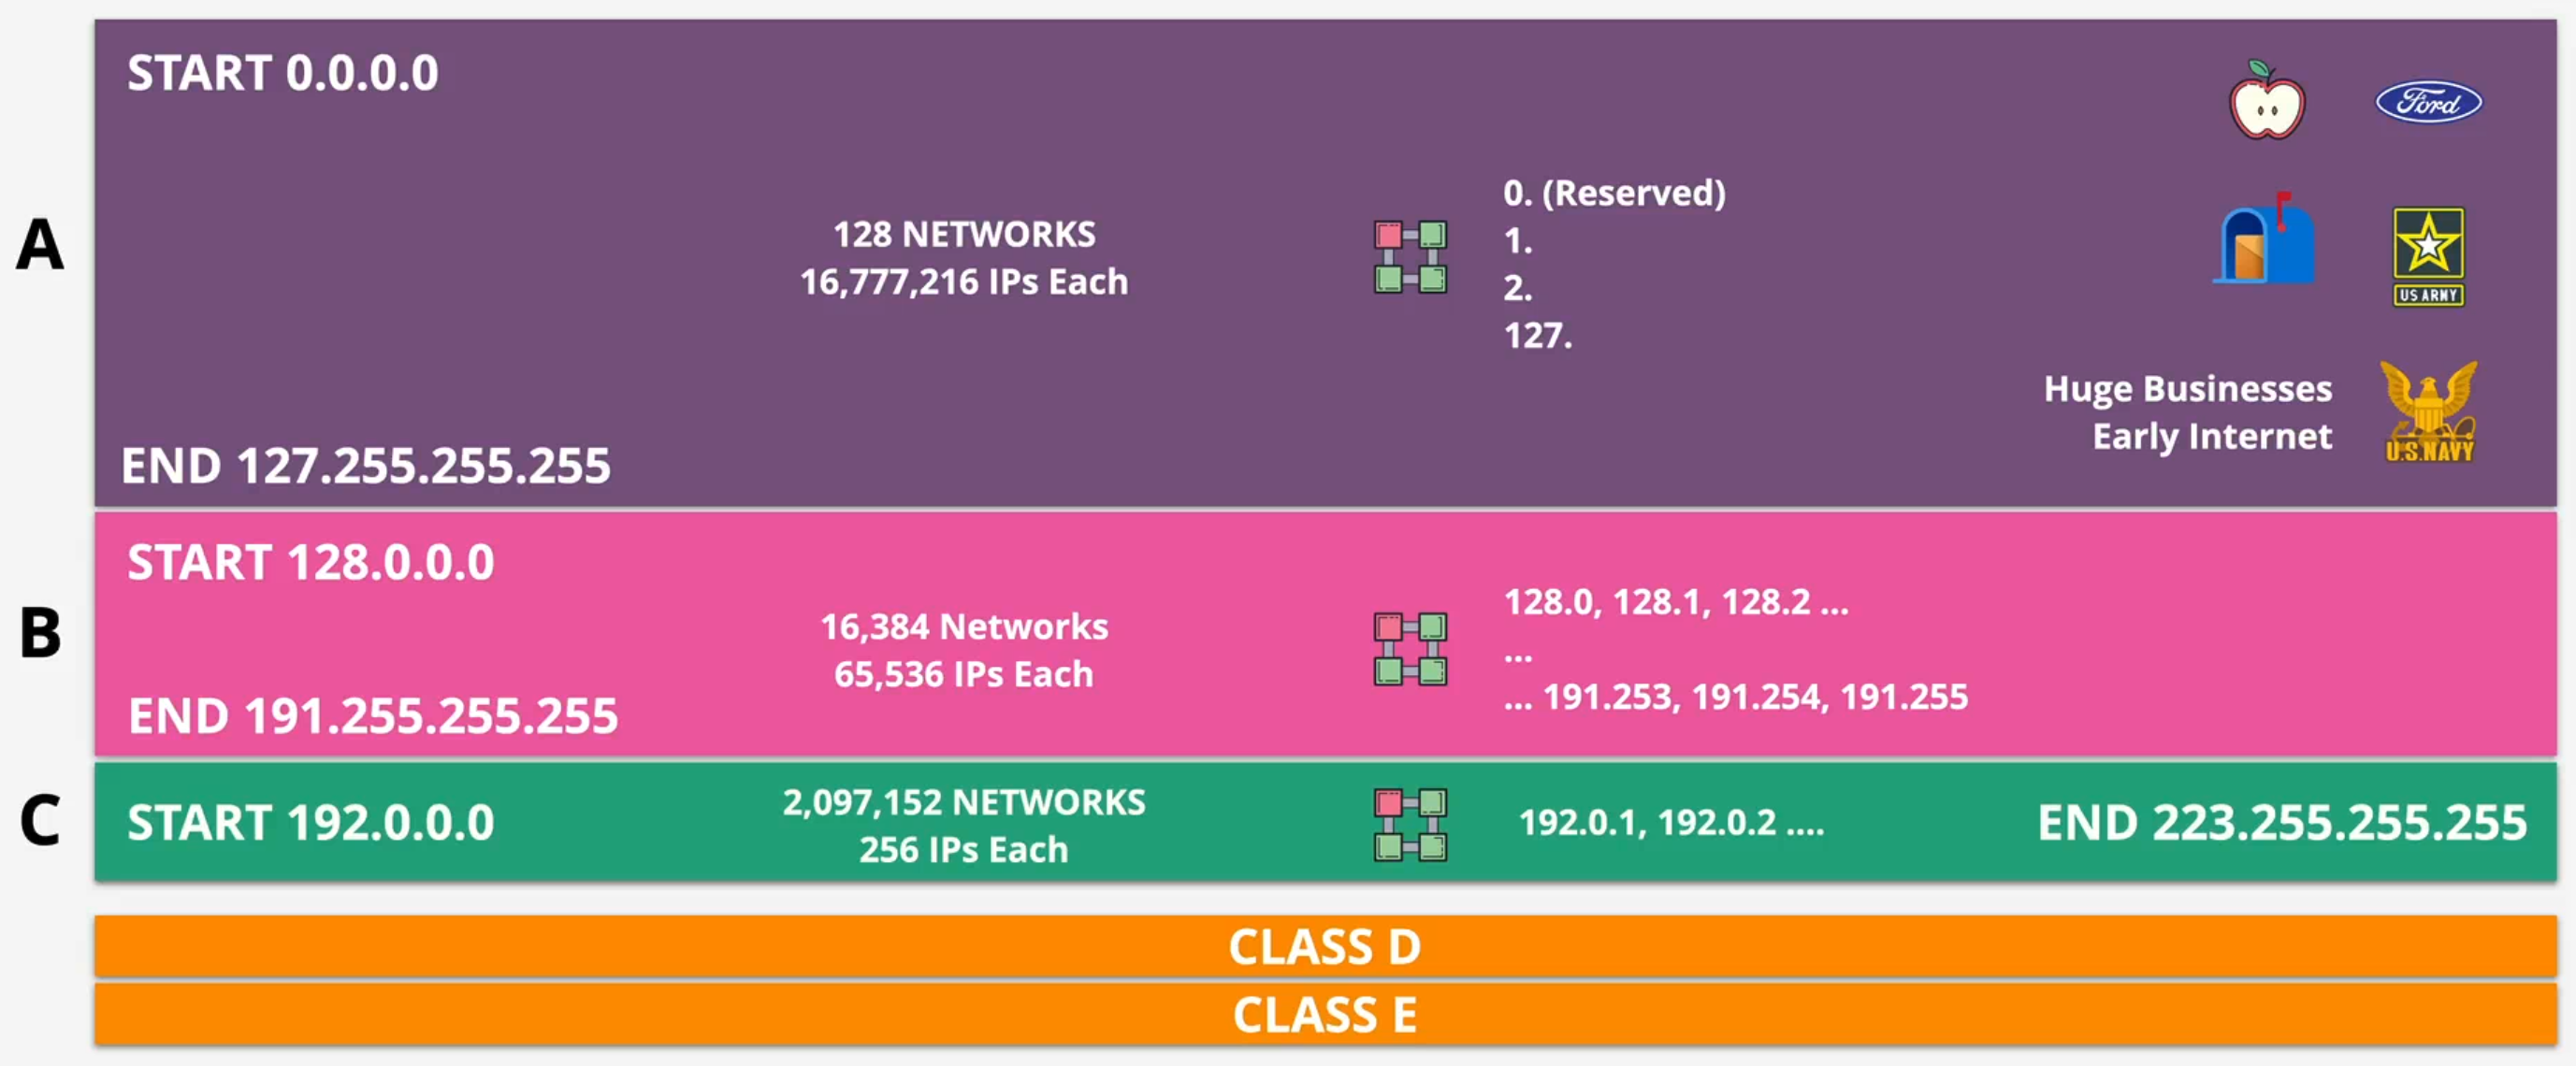 A
START 0.0.0.0
END 127.255.255.255
128 NETWORKS
16,777,216 IPs Each
0. (Reserved)
1.
2.
127.
Ford
US ARMY
Huge Businesses
Early Internet
U.S.NAVY
B
START 128.0.0.0
END 191.255.255.255
16,384 Networks
65,536 IPs Each
128.0, 128.1, 128.2 ...
...
... 191.253, 191.254, 191.255
C
START 192.0.0.0
2,097,152 NETWORKS
256 IPs Each
192.0.1, 192.0.2 ....
END 223.255.255.255
CLASS D
CLASS E